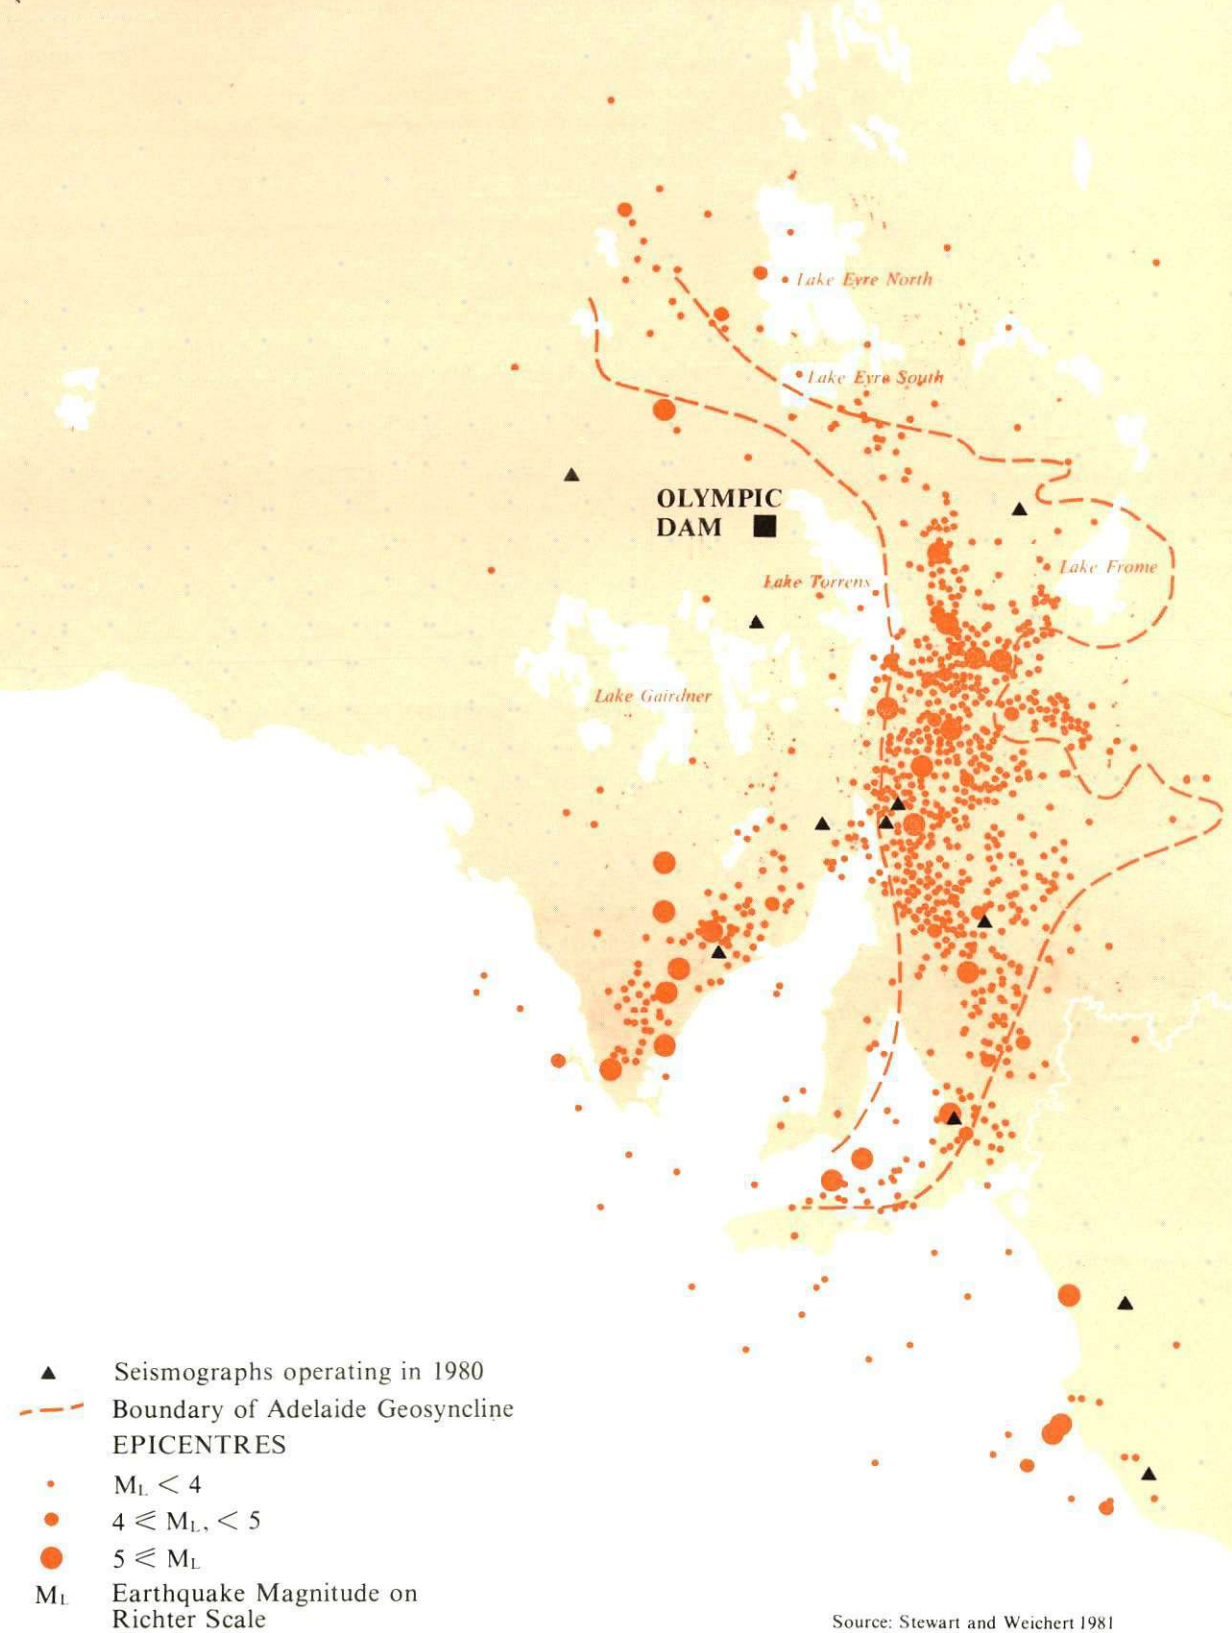 Lake Eyre North
Lake Eyre South
OLYMPIC
DAM
Lake Frome
Lake Torrens
Lake Gairdner
Seismographs operating in 1980
Boundary of Adelaide Geosyncline
EPICENTRES
ML < 4
4 ⩽ ML, < 5
5 ⩽ ML
ML Earthquake Magnitude on
Richter Scale
Source: Stewart and Weichert 1981